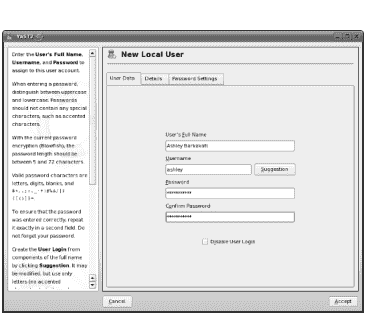 YaST2
Enter the User's Full Name,
Username, and Password to
assign to this user account.
When entering a password,
distinguish between uppercase
and lowercase. Passwords
should not contain any special
characters, such as accented
characters.
With the current password
encryption (Blowfish), the
password length should be
between 5 and 72 characters.
Valid password characters are
letters, digits, blanks, and
To ensure that the password
was entered correctly, repeat
it exactly in a second field. Do
not forget your password.
Create the User Login from
components of the full name
by clicking Suggestion. It may
be modified, but use only
letters (no accented
New Local User
User Data Details Password Settings
User's Full Name
Ashley
Username
ashley
Suggestion
Password
Confirm Password
Disable User Login
Cancel
Accept